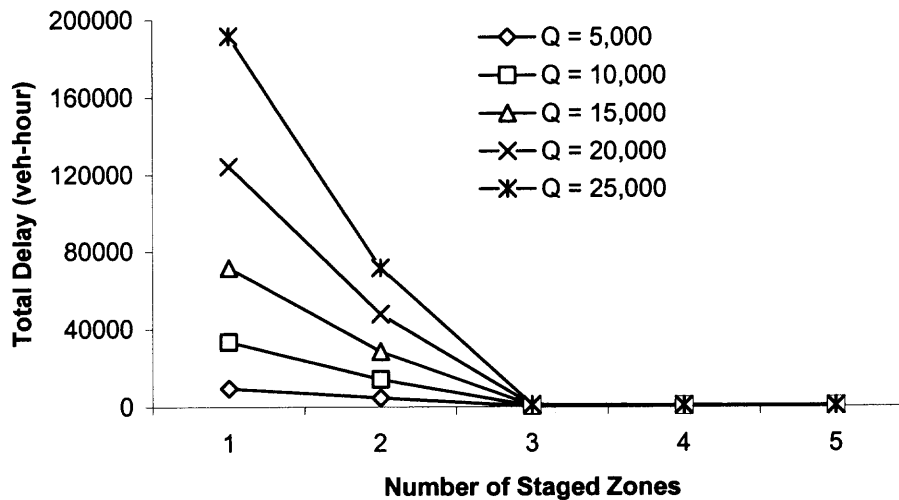 200000
160000
120000
80000
40000
0
Total Delay (veh-hour)
Q = 5,000
Q = 10,000
Q = 15,000
Q = 20,000
Q = 25,000
1 2 3 4 5
Number of Staged Zones